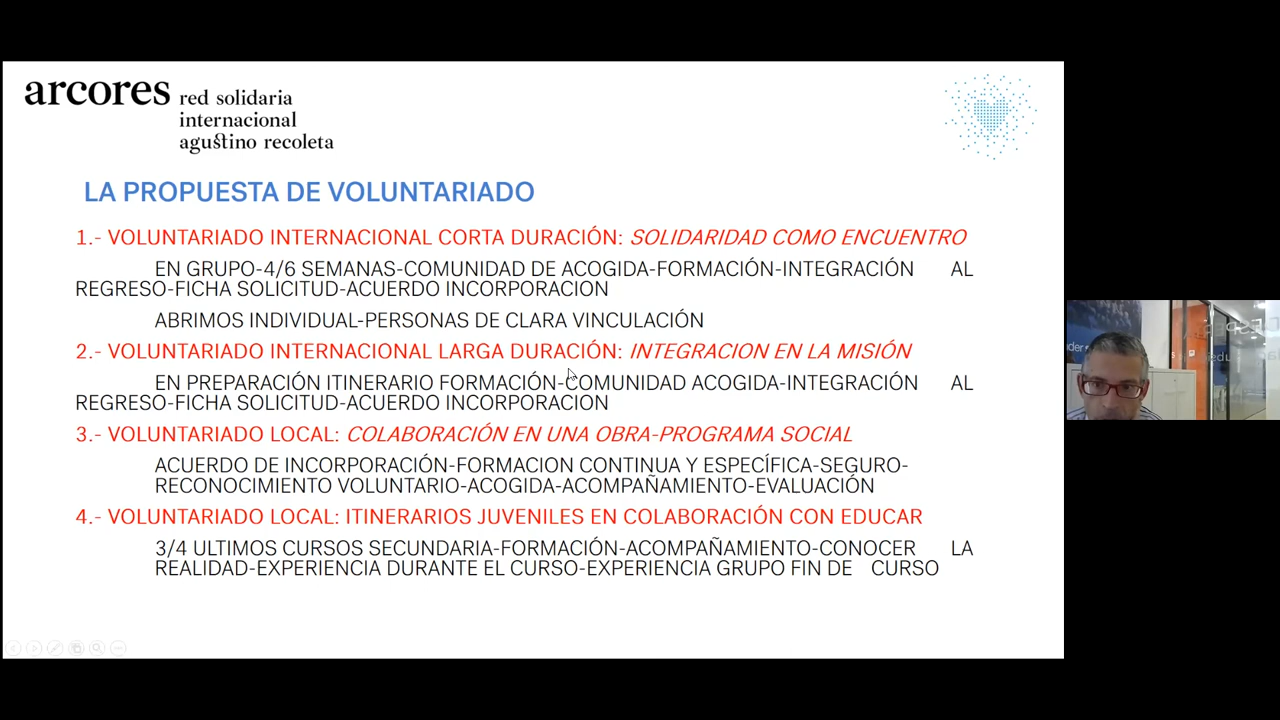 arcores
red solidaria
internacional
agustino recoleta
LA PROPUESTA DE VOLUNTARIADO
1.- VOLUNTARIADO INTERNACIONAL CORTA DURACIÓN: SOLIDARIDAD COMO ENCUENTRO
EN GRUPO-4/6 SEMANAS-COMUNIDAD DE ACOGIDA-FORMACIÓN-INTEGRACIÓN AL
REGRESO-FICHA SOLICITUD-ACUERDO INCORPORACION
ABRIMOS INDIVIDUAL-PERSONAS DE CLARA VINCULACIÓN
2.- VOLUNTARIADO INTERNACIONAL LARGA DURACIÓN: INTEGRACION EN LA MISIÓN
EN PREPARACIÓN ITINERARIO FORMACIÓN-COMUNIDAD ACOGIDA-INTEGRACIÓN AL
REGRESO-FICHA SOLICITUD-ACUERDO INCORPORACION
3.- VOLUNTARIADO LOCAL: COLABORACIÓN EN UNA OBRA-PROGRAMA SOCIAL
ACUERDO DE INCORPORACIÓN-FORMACION CONTINUA Y ESPECÍFICA-SEGURO-
RECONOCIMIENTO VOLUNTARIO-ACOGIDA-ACOMPAÑAMIENTO-EVALUACIÓN
4.- VOLUNTARIADO LOCAL: ITINERARIOS JUVENILES EN COLABORACIÓN CON EDUCAR
3/4 ULTIMOS CURSOS SECUNDARIA-FORMACIÓN-ACOMPAÑAMIENTO-CONOCER LA
REALIDAD-EXPERIENCIA DURANTE EL CURSO-EXPERIENCIA GRUPO FIN DE CURSO